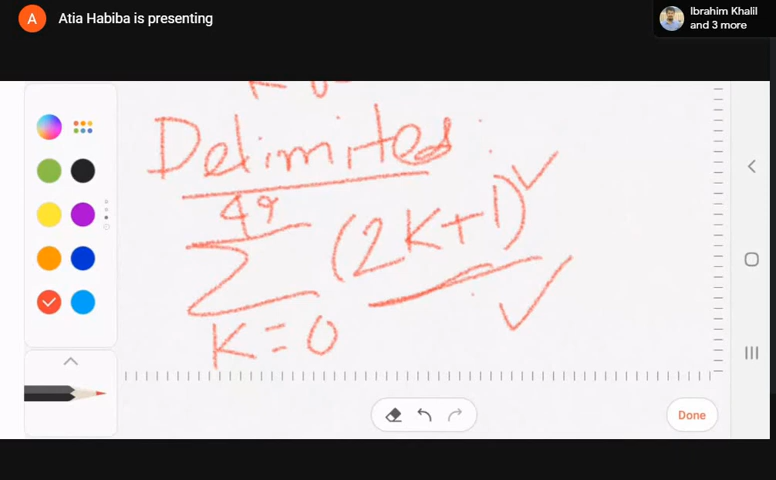 A Atia Habiba is presenting
Ibrahim Khalil
and 3 more
Delimited :
49
∑ (2K+1)
K=0
Done